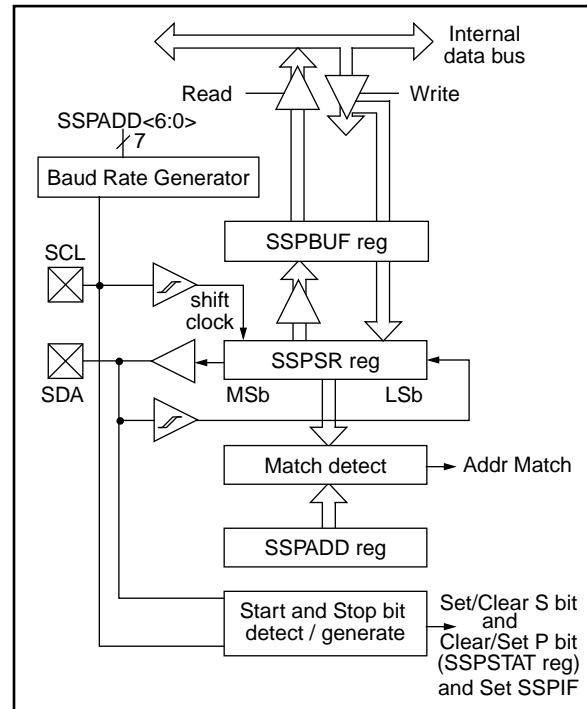 Internal
data bus
Read
Write
SSPADD<6:0>
7
Baud Rate Generator
SSPBUF reg
SCL
shift
clock
SSPSR reg
SDA
MSb
LSb
Match detect
Addr Match
SSPADD reg
Start and Stop bit
detect / generate
Set/Clear S bit
and
Clear/Set P bit
(SSPSTAT reg)
and Set SSPIF